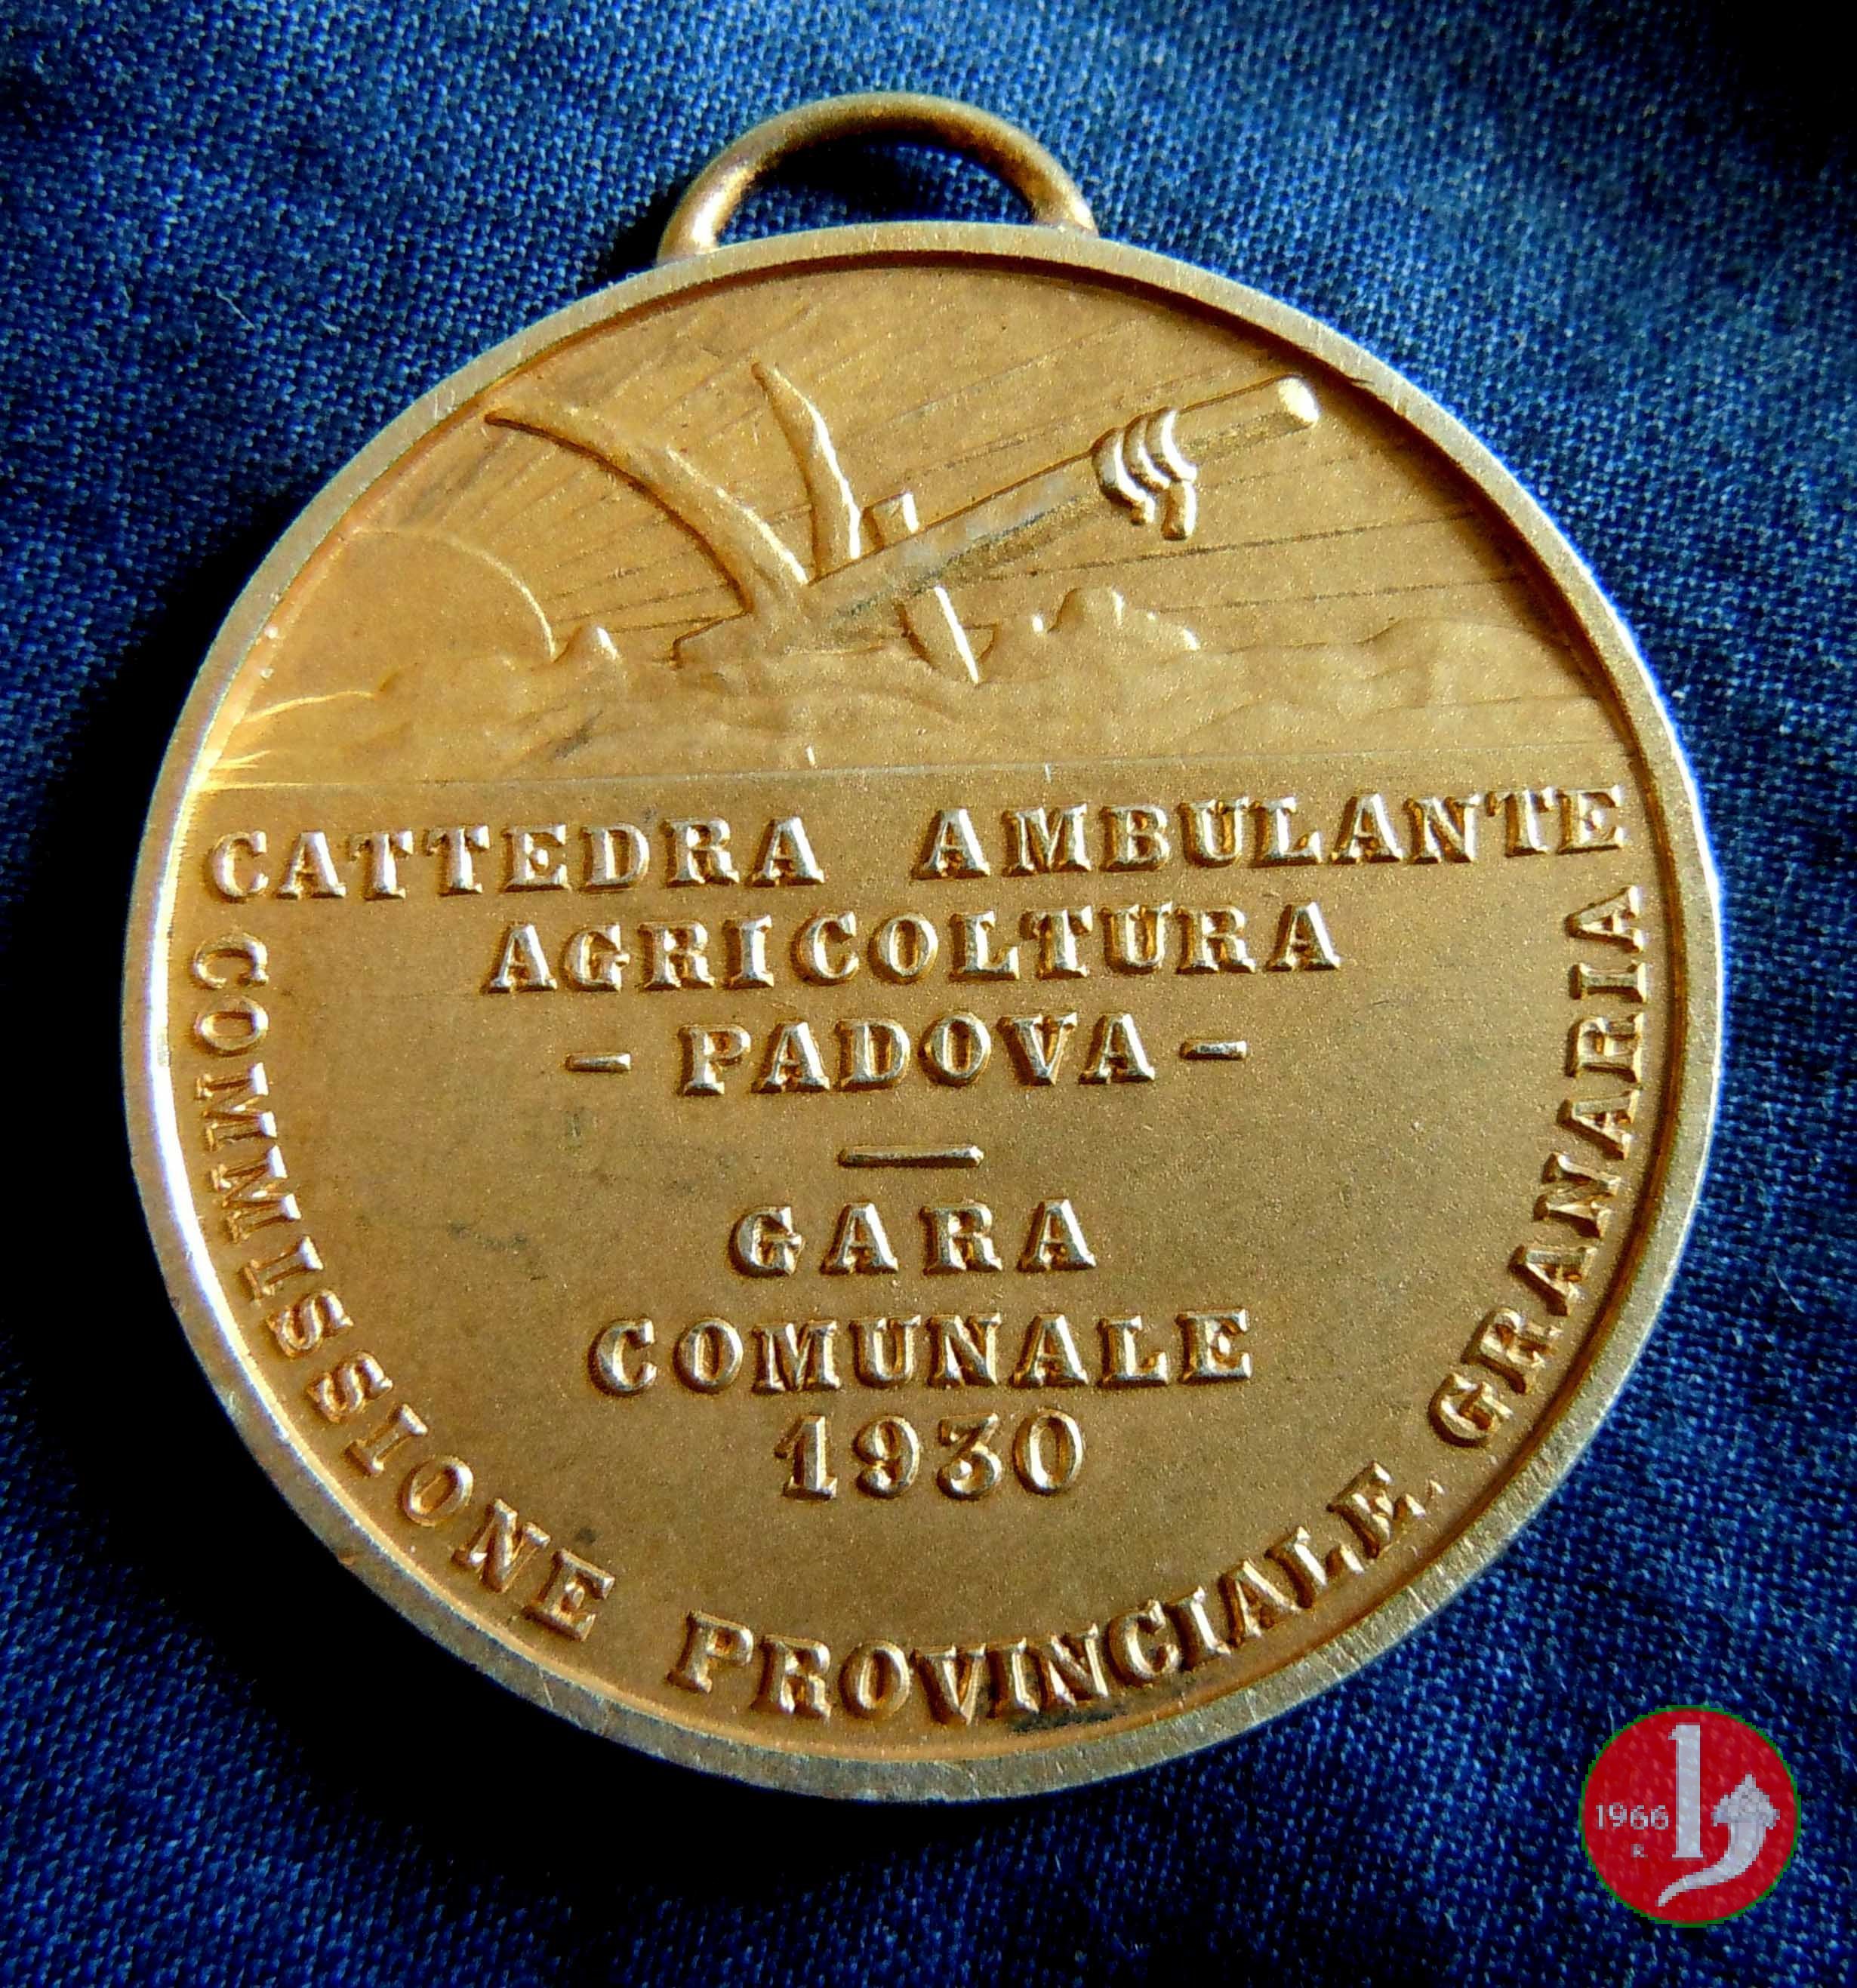 CATTEDRA AMBULANTE
AGRICOLTURA
- PADOVA -
GARA
COMUNALE
1930
COMMISSIONE PROVINCIALE GRANARIA
1966
R